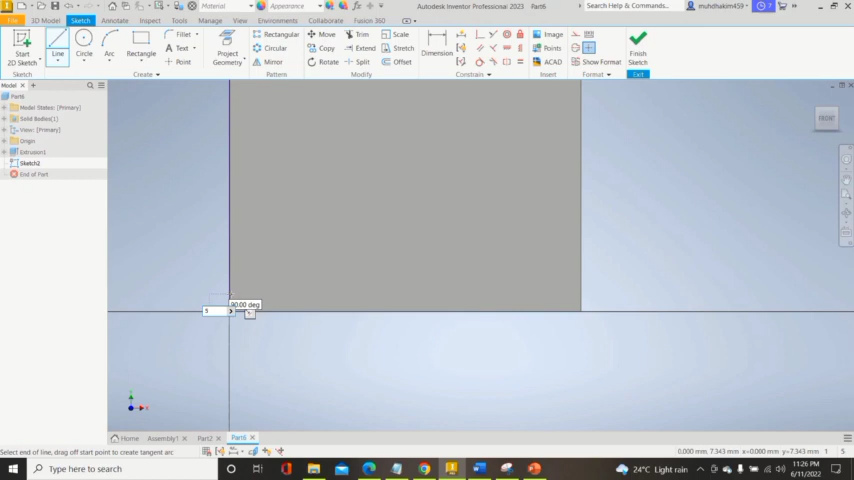 Autodesk Inventor Professional 2023 Part6
Search Help & Commands...
muhdhakim459
Material
Appearance
File 3D Model Sketch Annotate Inspect Tools Manage View Environments Collaborate Fusion 360
Start
2D Sketch
Line
Circle
Arc
Rectangle
Fillet
Text
Point
Project
Geometry
Rectangular
Circular
Mirror
Move
Copy
Rotate
Trim
Extend
Split
Scale
Stretch
Offset
Dimension
Image
Points
ACAD
Show Format
Finish
Sketch
Sketch
Create
Pattern
Modify
Constrain
Insert
Format
Exit
Model
Part6
Model States: [Primary]
Solid Bodies(1)
View: [Primary]
Origin
Extrusion1
Sketch2
End of Part
FRONT
90.00 deg
5
Home Assembly1 Part2 Part6
Select end of line, drag off start point to create tangent arc
0.000 mm, 7.343 mm x=0.000 mm, y=7.343 mm 1 5
Type here to search
24°C Light rain
11:26 PM
6/11/2022